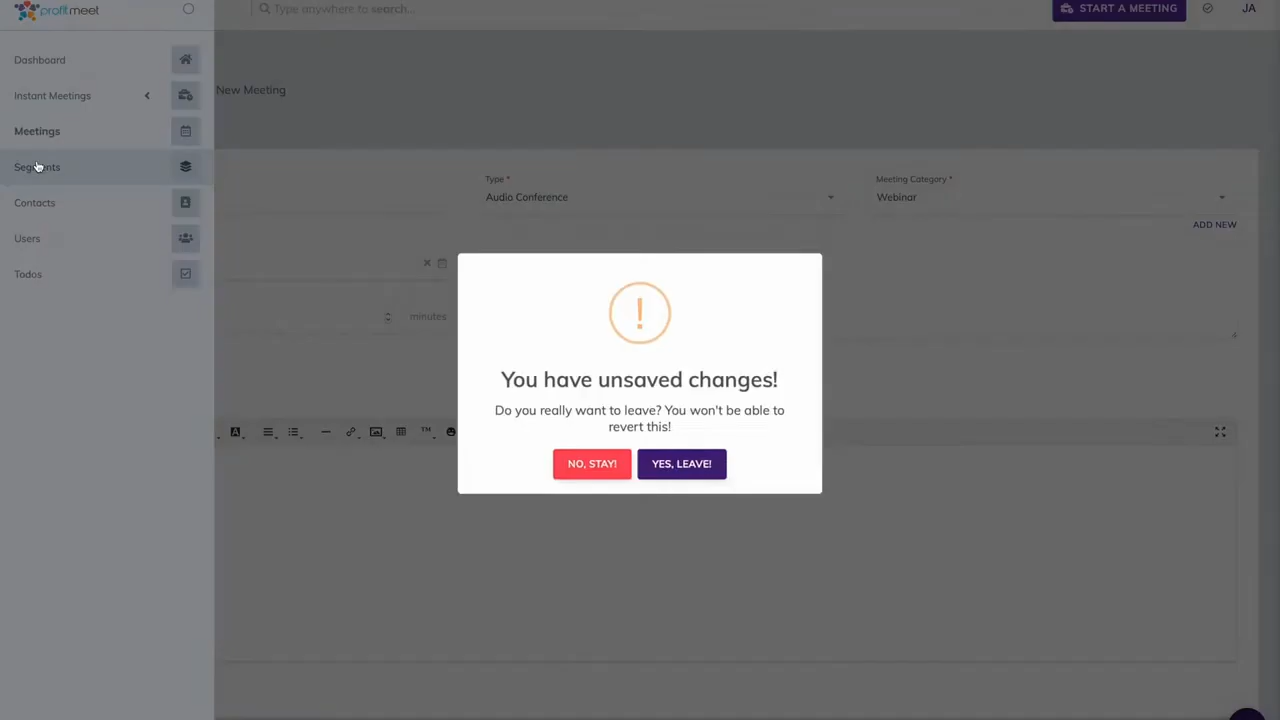 profitmeet
Type anywhere to search...
START A MEETING
JA
Dashboard
Instant Meetings
New Meeting
Meetings
Segments
Contacts
Users
Todos
Type *
Audio Conference
Meeting Category *
Webinar
ADD NEW
minutes
A
TM
You have unsaved changes!
Do you really want to leave? You won't be able to
revert this!
NO, STAY!
YES, LEAVE!